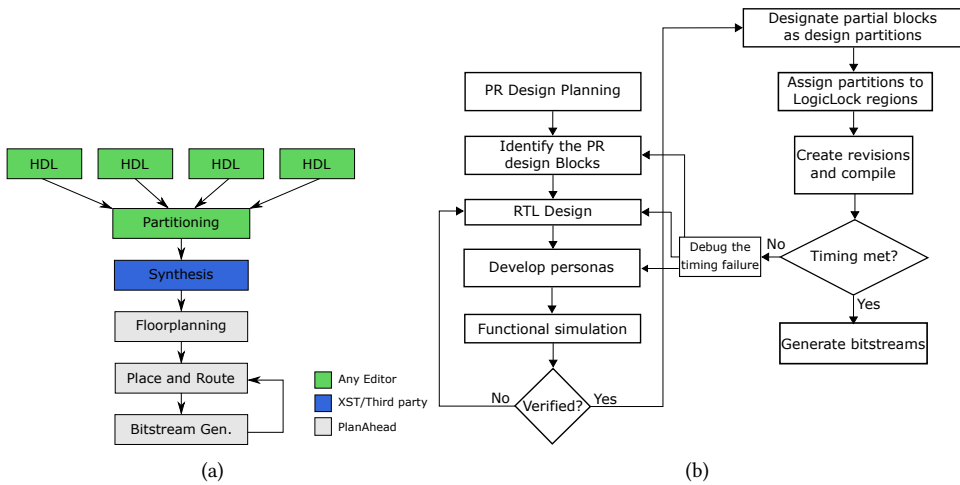 HDL
HDL
HDL
HDL
Partitioning
Synthesis
Floorplanning
Place and Route
Bitstream Gen.
Any Editor
XST/Third party
PlanAhead
(a)
PR Design Planning
Identify the PR
design Blocks
RTL Design
Develop personas
Functional simulation
Verified?
No
Yes
Designate partial blocks
as design partitions
Assign partitions to
LogicLock regions
Create revisions
and compile
Timing met?
No
Debug the
timing failure
Yes
Generate bitstreams
(b)